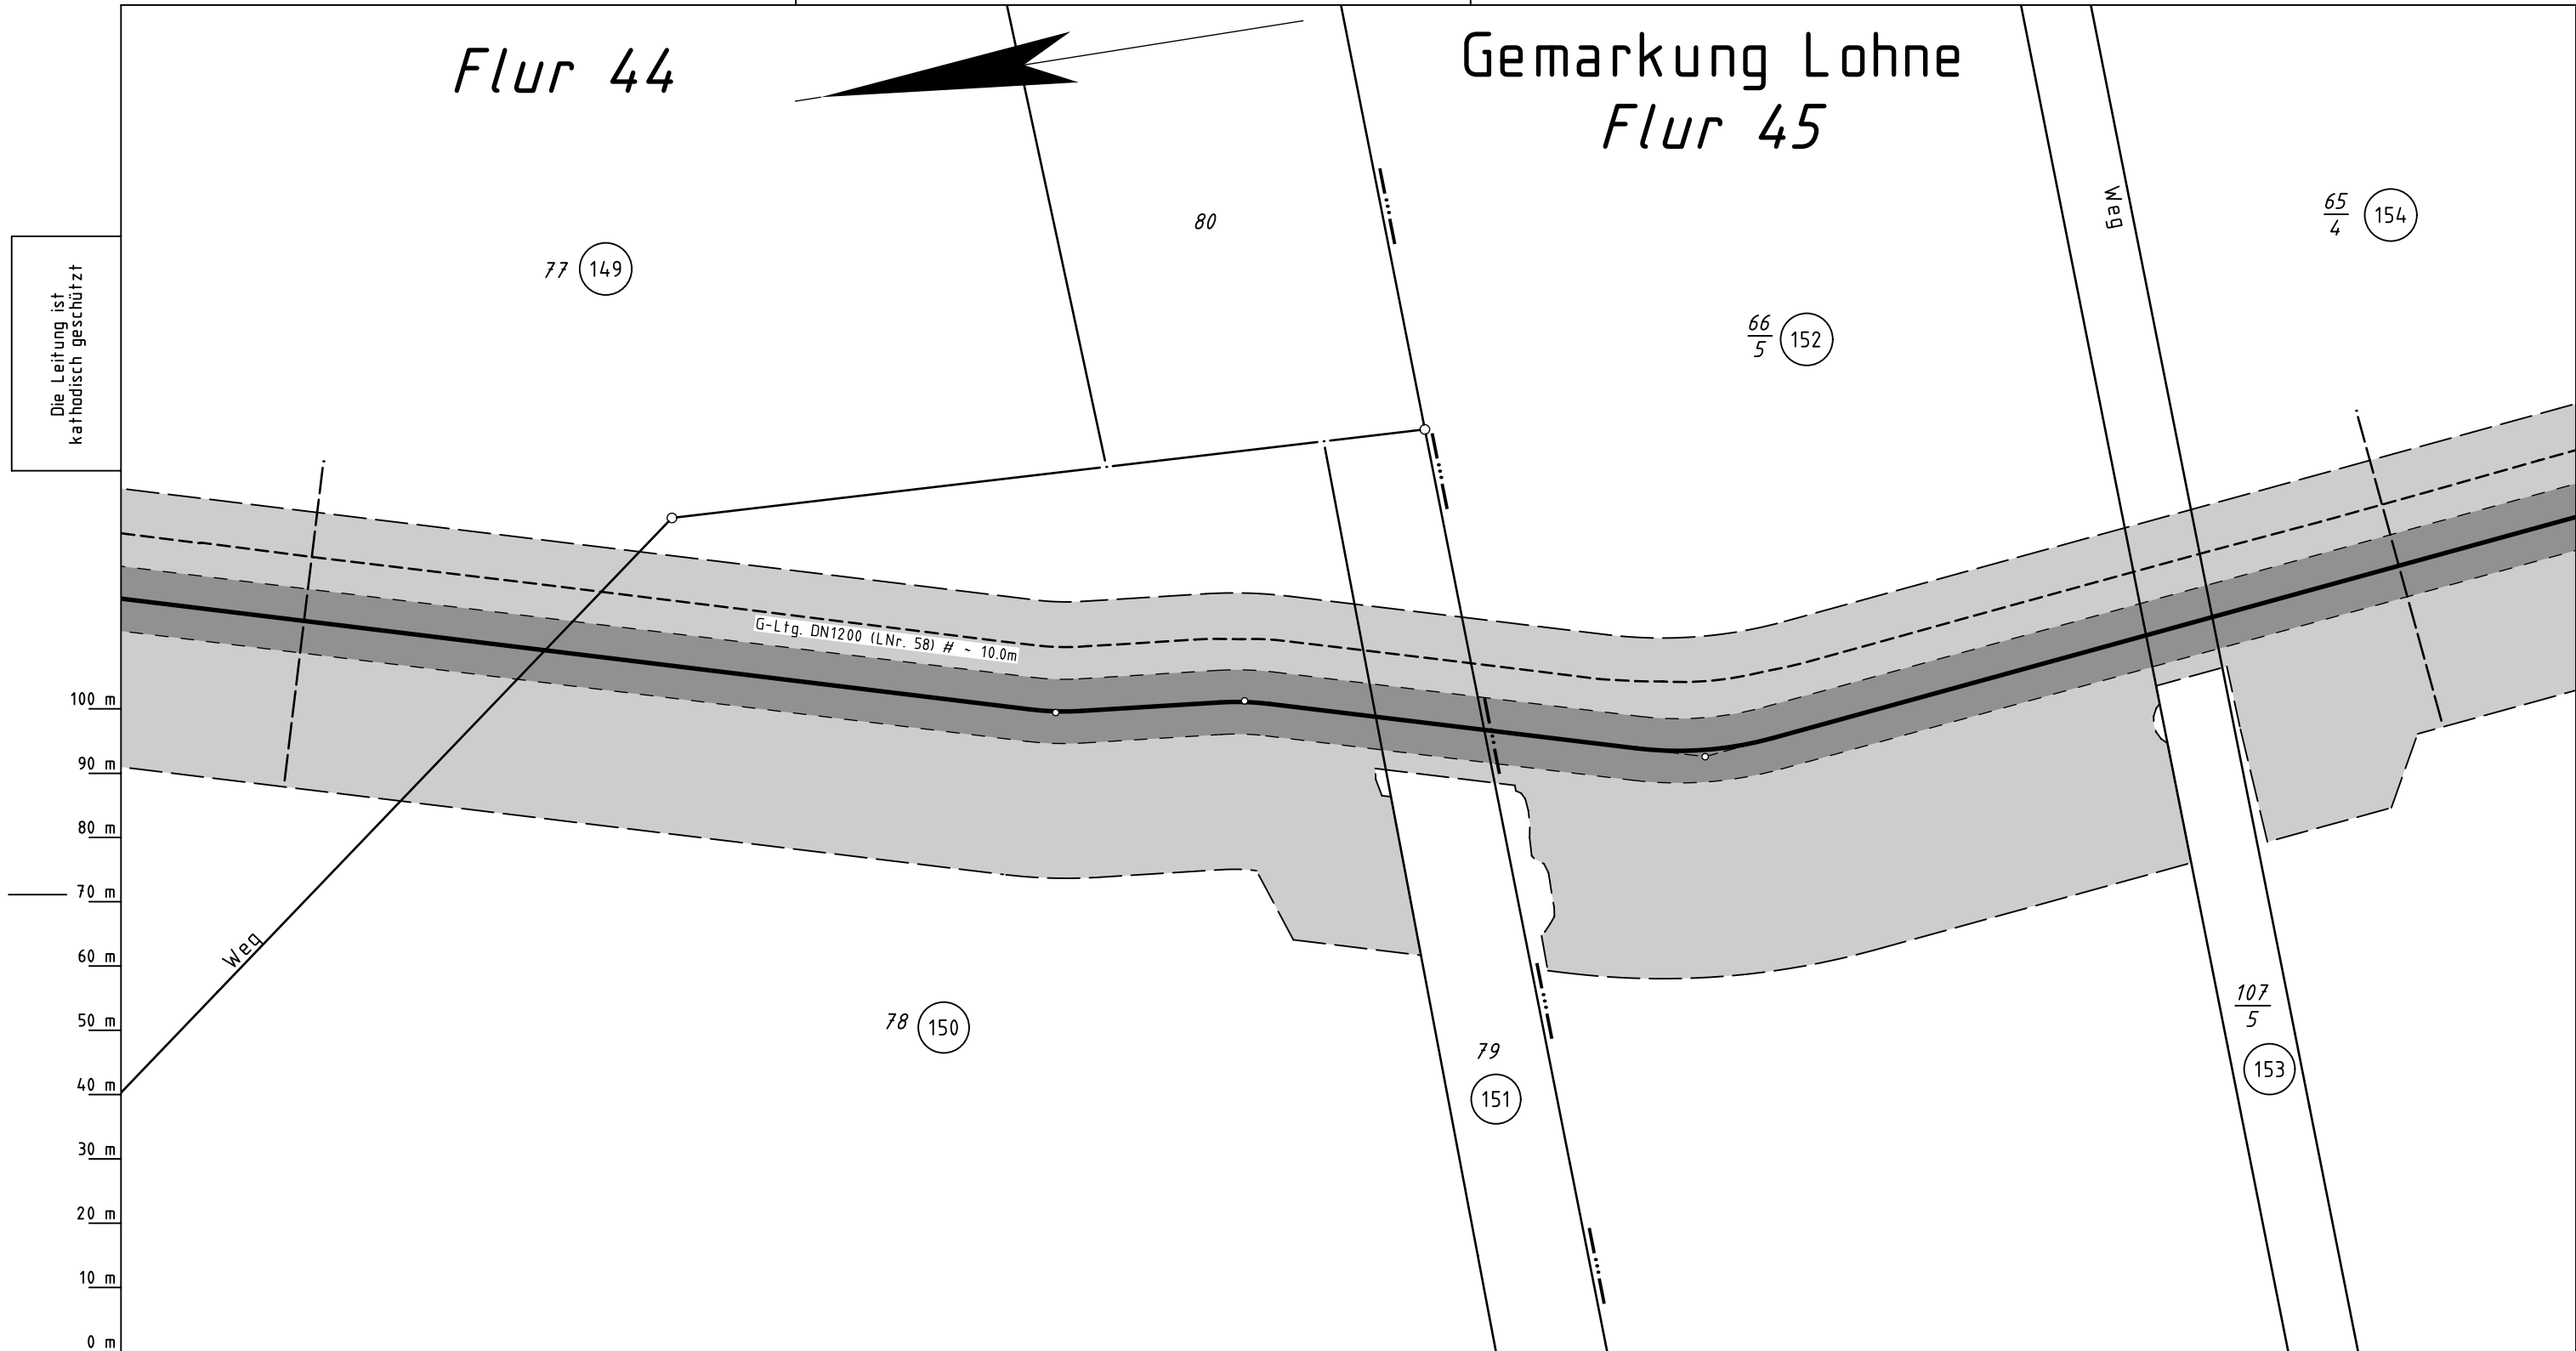 Flur 44
Gemarkung Lohne
Flur 45
Weg
65
4
154
80
77
149
66
5
152
Die Leitung ist
kathodisch geschützt
G-Ltg. DN1200 (LNr. 58) # - 10.0m
100 m
90 m
80 m
70 m
60 m
50 m
40 m
30 m
20 m
10 m
0 m
Weg
78
150
79
151
107
5
153